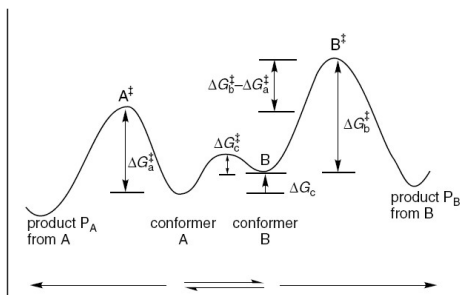 B‡
ΔG‡b–ΔG‡a
A‡
ΔG‡c
B
ΔG‡b
ΔG‡a
ΔGc
product PA
from A
conformer
A
conformer
B
product PB
from B